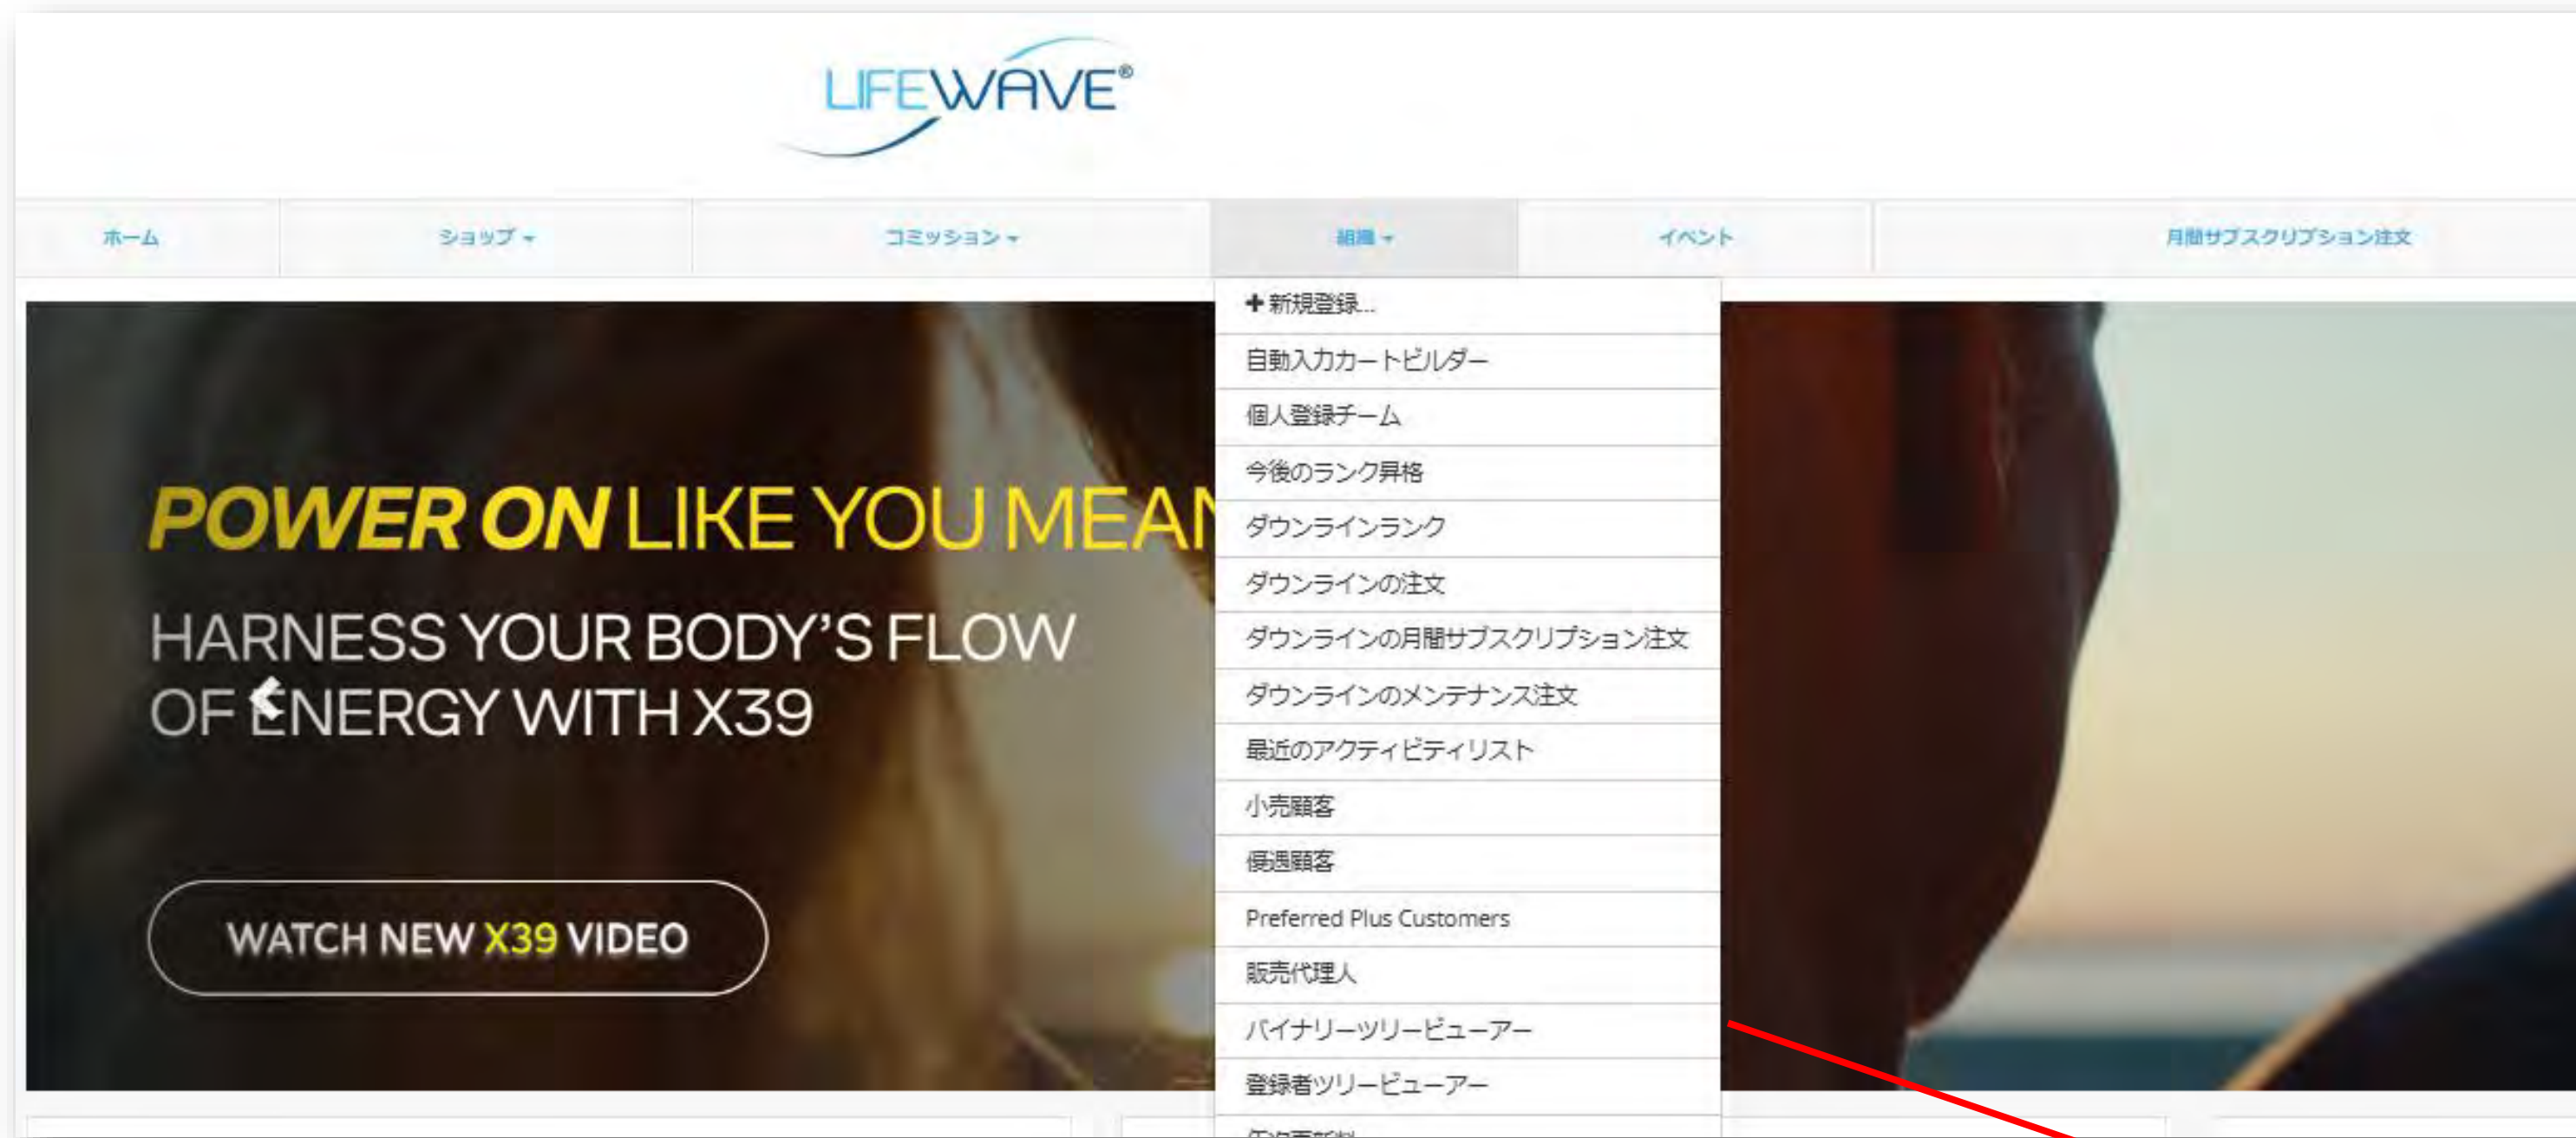 LIFEWAVE®
ホーム
ショップ
コミッション
組織
イベント
月間サブスクリプション注文
+ 新規登録...
自動入力カートビルダー
個人登録チーム
今後のランク昇格
ダウンラインランク
ダウンラインの注文
ダウンラインの月間サブスクリプション注文
ダウンラインのメンテナンス注文
最近のアクティビティリスト
小売顧客
優遇顧客
Preferred Plus Customers
販売代理人
バイナリーツリービューアー
登録者ツリービューアー
POWER ON LIKE YOU MEAN
HARNESS YOUR BODY'S FLOW
OF ENERGY WITH X39
WATCH NEW X39 VIDEO